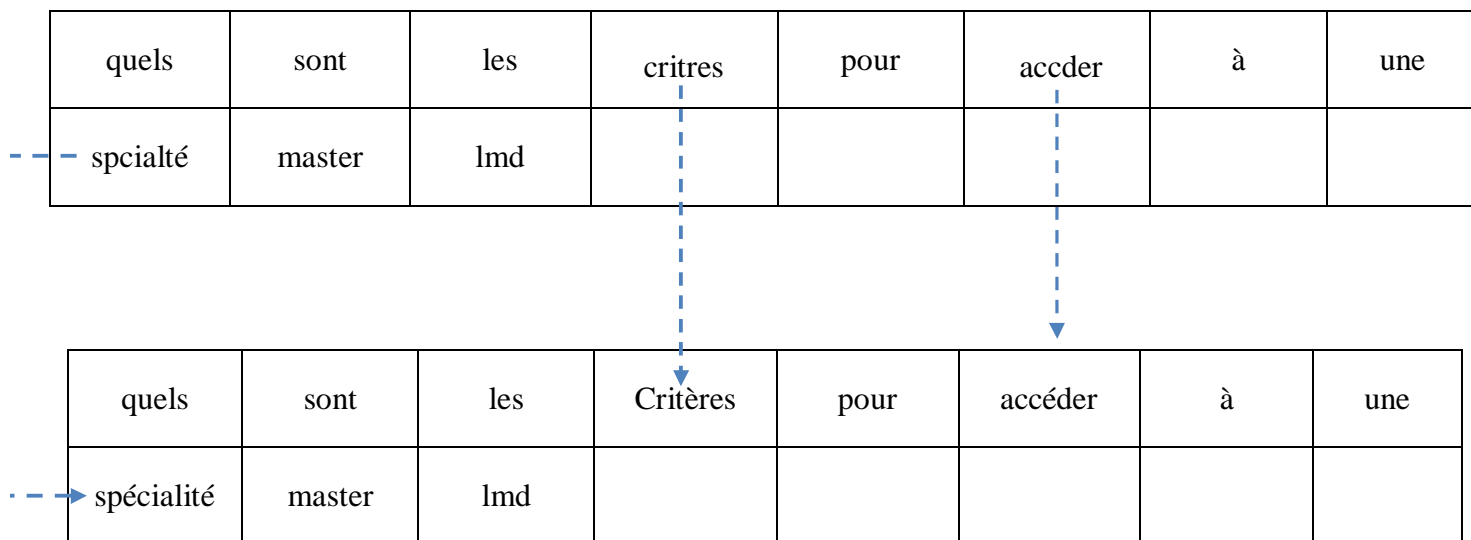 quels sont les critres pour accder à une
spcialté master lmd
quels sont les Critères pour accéder à une
spécialité master lmd